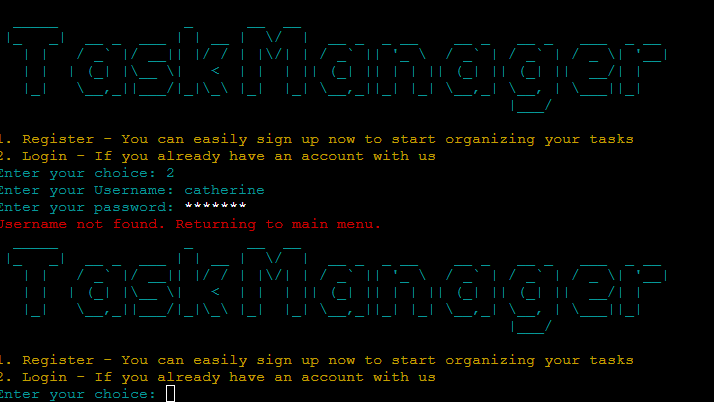 TaskManager
1. Register - You can easily sign up now to start organizing your tasks
2. Login - If you already have an account with us
Enter your choice: 2
Enter your Username: catherine
Enter your password: *******
Username not found. Returning to main menu.
TaskManager
1. Register - You can easily sign up now to start organizing your tasks
2. Login - If you already have an account with us
Enter your choice: